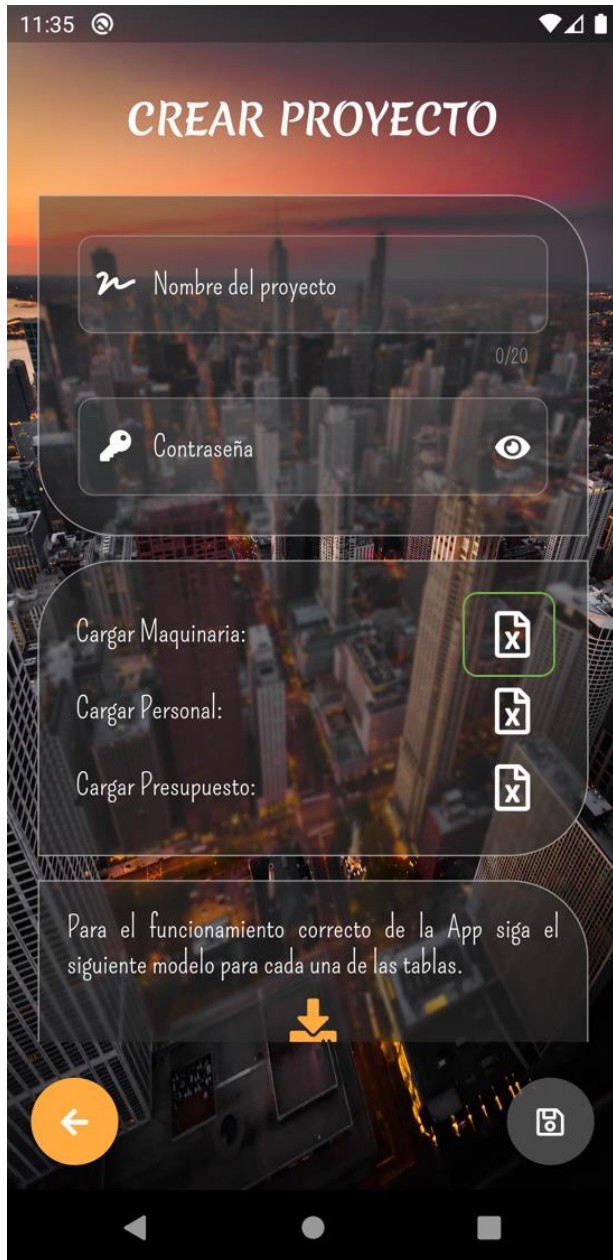 11:35
CREAR PROYECTO
Nombre del proyecto
0/20
Contraseña
Cargar Maquinaria:
Cargar Personal:
Cargar Presupuesto:
Para el funcionamiento correcto de la App siga el
siguiente modelo para cada una de las tablas.